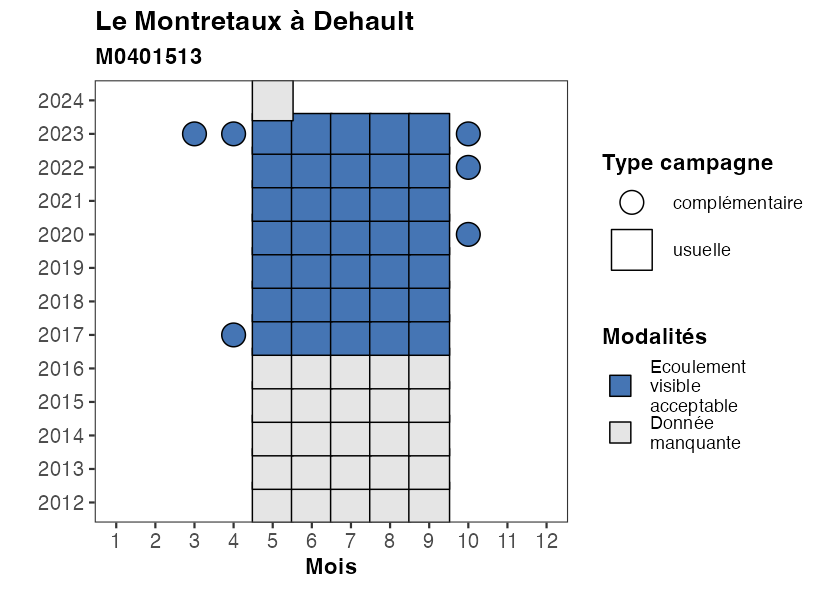 Le Montretaux à Dehault
M0401513
2024
2023
2022
2021
2020
2019
2018
2017
2016
2015
2014
2013
2012
1 2 3 4 5 6 7 8 9 10 11 12
Mois
Type campagne
complémentaire
usuelle
Modalités
Ecoulement
visible
acceptable
Donnée
manquante